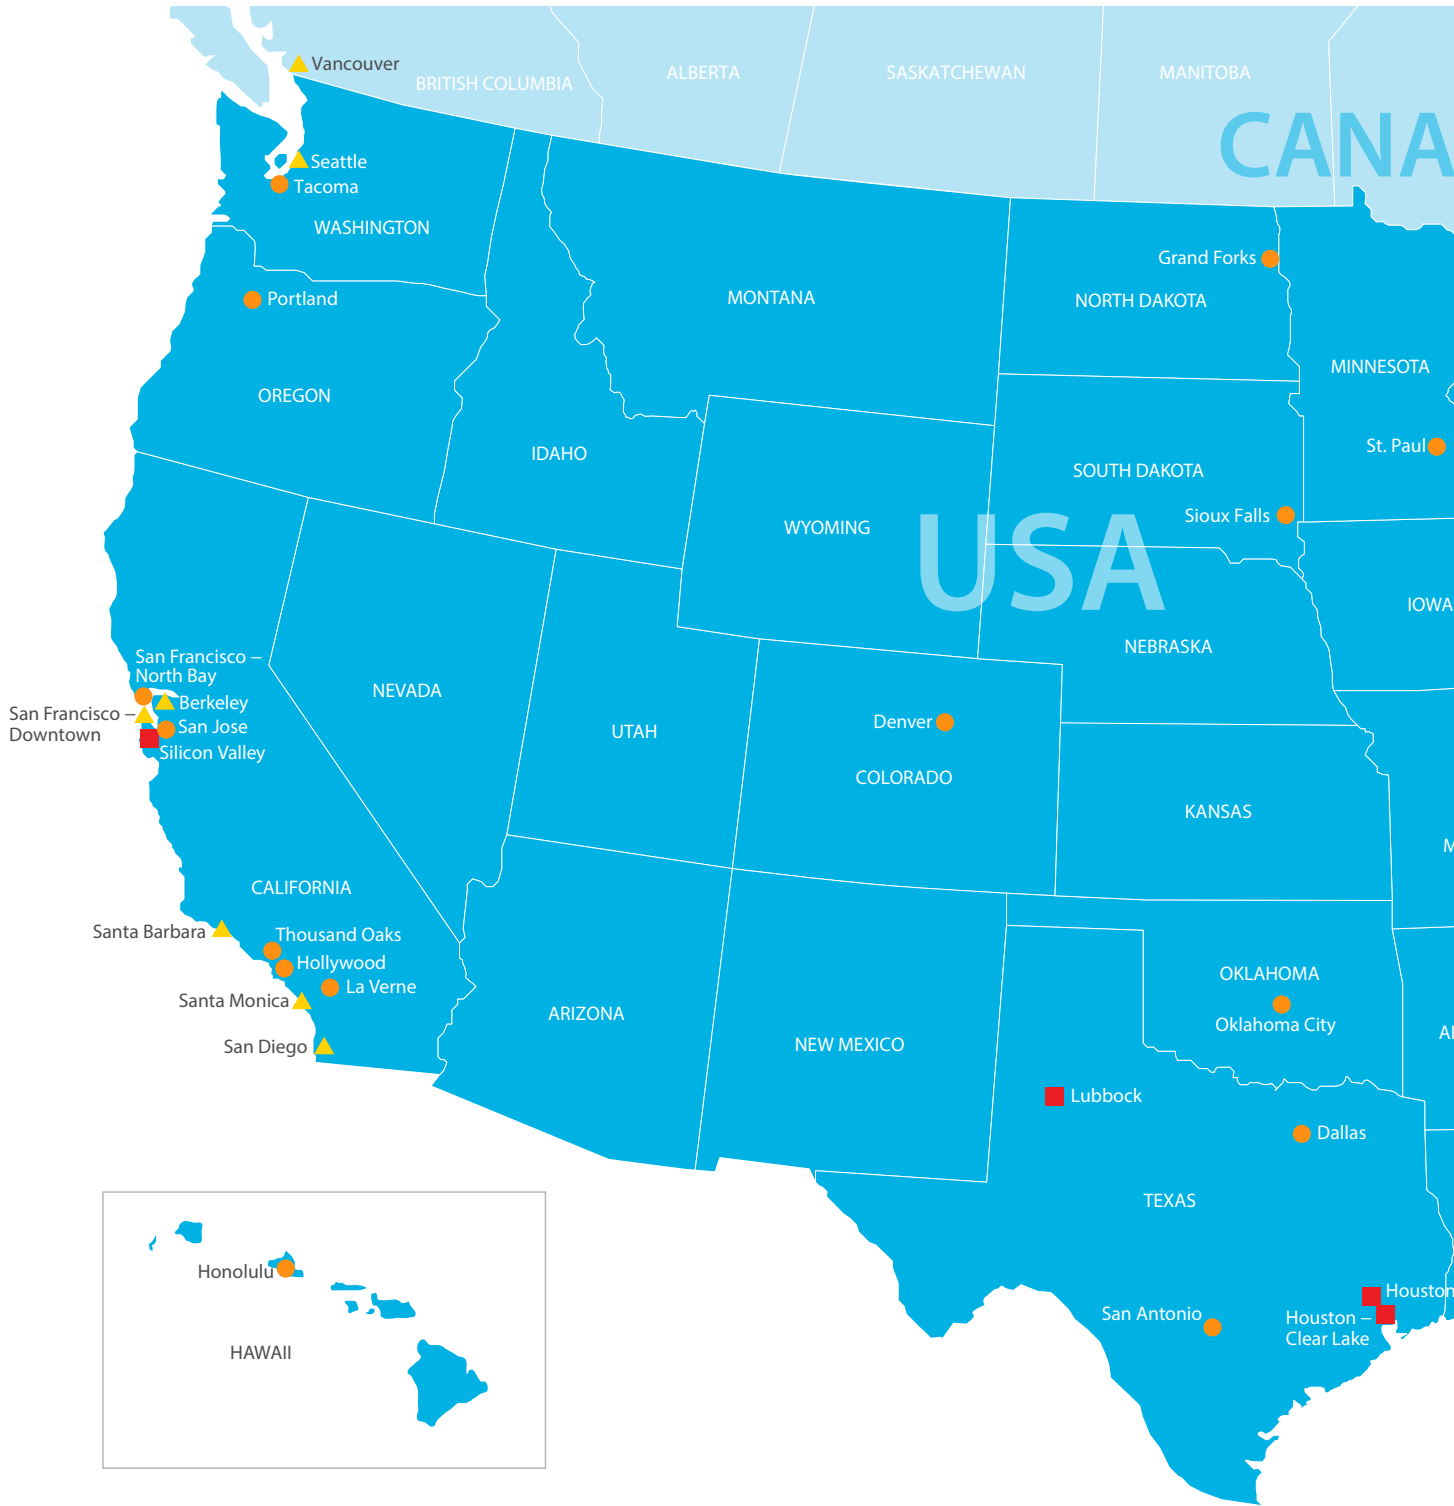 Vancouver
BRITISH COLUMBIA
ALBERTA
SASKATCHEWAN
MANITOBA
CANA
Seattle
Tacoma
WASHINGTON
Grand Forks
Portland
MONTANA
NORTH DAKOTA
MINNESOTA
OREGON
IDAHO
St. Paul
SOUTH DAKOTA
Sioux Falls
WYOMING
USA
IOWA
NEBRASKA
San Francisco –
North Bay
NEVADA
Berkeley
San Francisco –
Downtown
San Jose
Silicon Valley
UTAH
Denver
COLORADO
KANSAS
M
CALIFORNIA
Santa Barbara
Thousand Oaks
Hollywood
La Verne
Santa Monica
San Diego
ARIZONA
NEW MEXICO
OKLAHOMA
Oklahoma City
Lubbock
Dallas
TEXAS
Honolulu
HAWAII
San Antonio
Houston
Houston –
Clear Lake